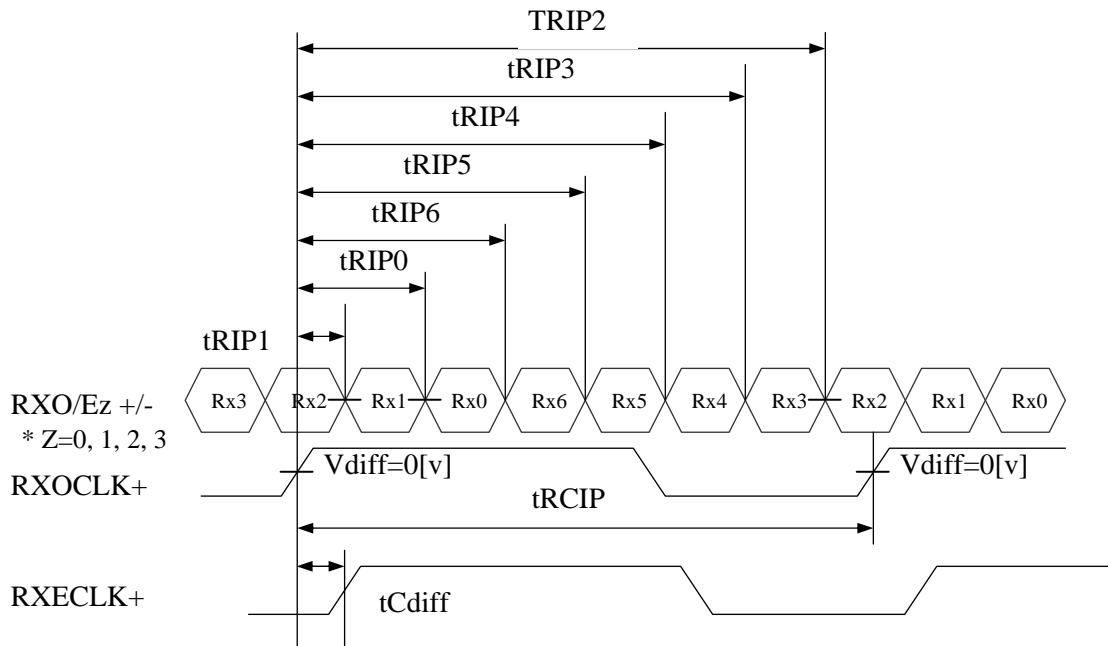 TRIP2
tRIP3
tRIP4
tRIP5
tRIP6
tRIP0
tRIP1
RXO/Ez +/-
* Z=0, 1, 2, 3
Rx3 Rx2 Rx1 Rx0 Rx6 Rx5 Rx4 Rx3 Rx2 Rx1 Rx0
RXOCLK+
Vdiff=0[v] Vdiff=0[v]
tRCIP
RXECLK+
tCdiff